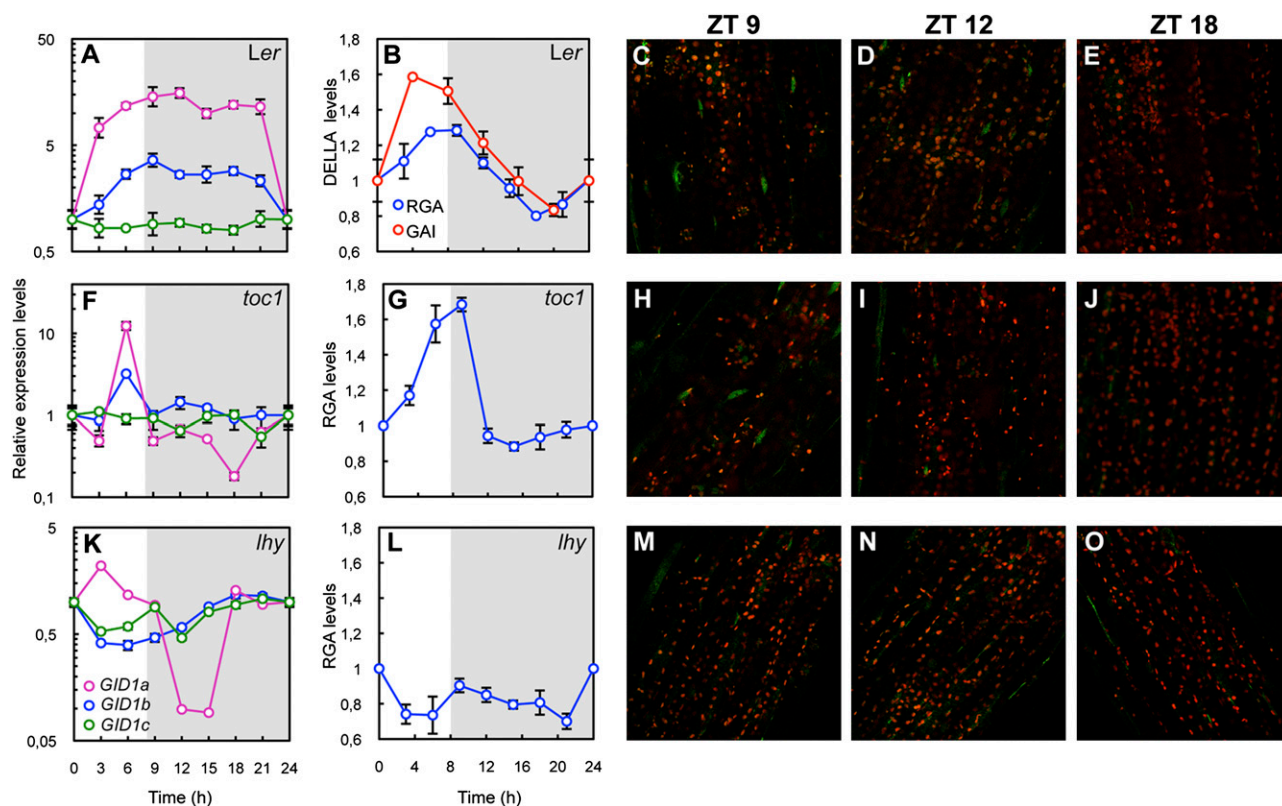 ZT 9 ZT 12 ZT 18
A Ler
50
5
0,5
B Ler
DELLA levels
1,8
1,6
1,4
1,2
1
0,8
0,6
RGA
GAI
C
D
E
Relative expression levels
F toc1
10
1
0,1
G toc1
RGA levels
1,8
1,6
1,4
1,2
1
0,8
0,6
H
I
J
K lhy
5
0,5
0,05
GID1a
GID1b
GID1c
0 3 6 9 12 15 18 21 24
Time (h)
L lhy
RGA levels
1,8
1,6
1,4
1,2
1
0,8
0,6
0 4 8 12 16 20 24
Time (h)
M
N
O